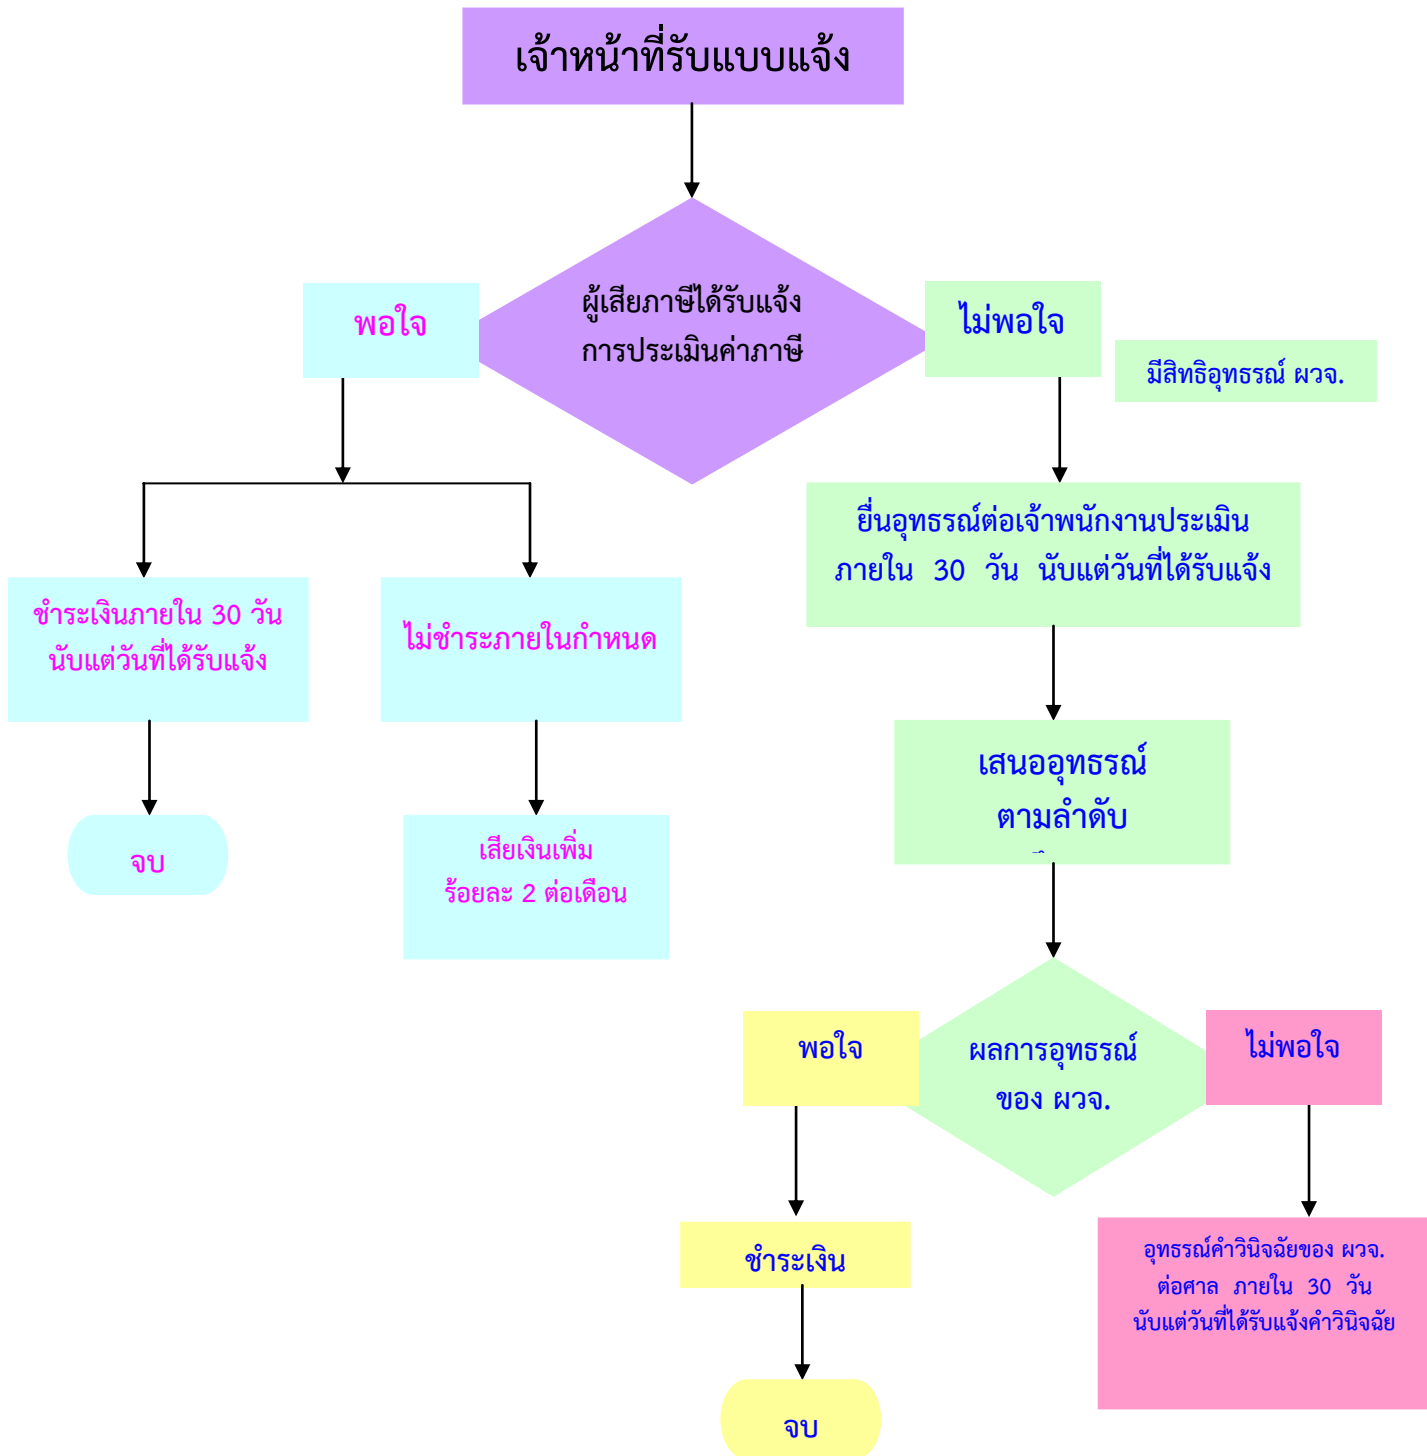 เจ้าหน้าที่รับแบบแจ้ง
ผู้เสียภาษีได้รับแจ้ง
การประเมินค่าภาษี
พอใจ
ไม่พอใจ
มีสิทธิอุทธรณ์ ผวจ.
ยื่นอุทธรณ์ต่อเจ้าพนักงานประเมิน
ภายใน 30 วัน นับแต่วันที่ได้รับแจ้ง
ชำระเงินภายใน 30 วัน
นับแต่วันที่ได้รับแจ้ง
ไม่ชำระภายในกำหนด
เสนออุทธรณ์
ตามลำดับ
จบ
เสียเงินเพิ่ม
ร้อยละ 2 ต่อเดือน
พอใจ
ผลการอุทธรณ์
ของ ผวจ.
ไม่พอใจ
ชำระเงิน
อุทธรณ์คำวินิจฉัยของ ผวจ.
ต่อศาล ภายใน 30 วัน
นับแต่วันที่ได้รับแจ้งคำวินิจฉัย
จบ